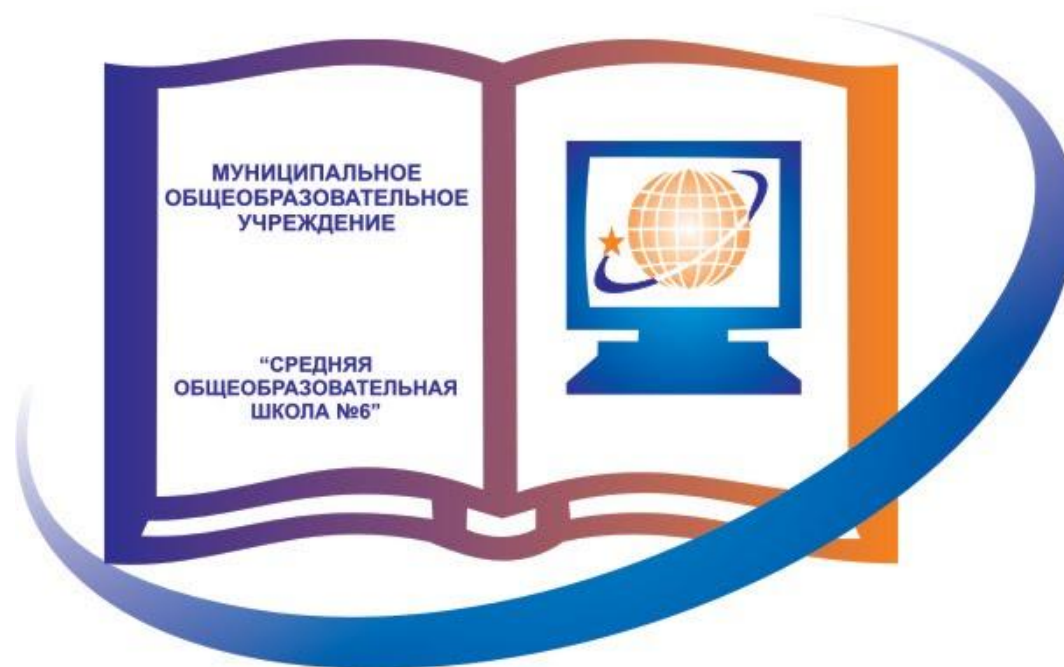 МУНИЦИПАЛЬНОЕ
ОБЩЕОБРАЗОВАТЕЛЬНОЕ
УЧРЕЖДЕНИЕ
“СРЕДНЯЯ
ОБЩЕОБРАЗОВАТЕЛЬНАЯ
ШКОЛА №6”